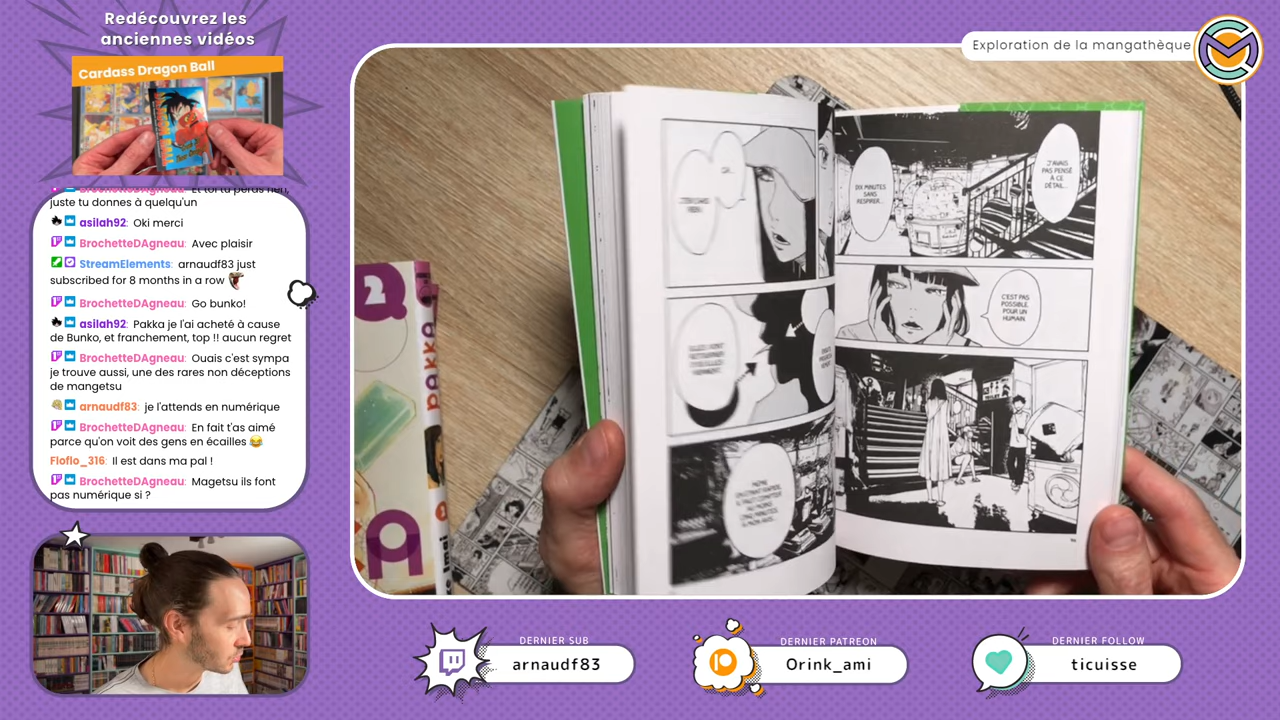 Redécouvrez les
anciennes vidéos
Cardass Dragon Ball
juste tu donnes à quelqu'un
asilah92: Oki merci
BrochetteDAgneau: Avec plaisir
StreamElements: arnaudf83 just
subscribed for 8 months in a row
BrochetteDAgneau: Go bunko!
asilah92: Pakka je l'ai acheté à cause
de Bunko, et franchement, top !! aucun regret
BrochetteDAgneau: Ouais c'est sympa
je trouve aussi, une des rares non déceptions
de mangetsu
arnaudf83: je l'attends en numérique
BrochetteDAgneau: En fait t'as aimé
parce qu'on voit des gens en écailles 😂
Floflo_316: Il est dans ma pal !
BrochetteDAgneau: Magetsu ils font
pas numérique si ?
Exploration de la mangathèque
2
PAKKA
DIX MINUTES
SANS
RESPIRER...
J'AVAIS
PAS PENSÉ
À CE
DÉTAIL...
C'EST PAS
POSSIBLE,
POUR UN
HUMAIN.
DERNIER SUB
arnaudf83
DERNIER PATREON
Orink_ami
DERNIER FOLLOW
ticuisse